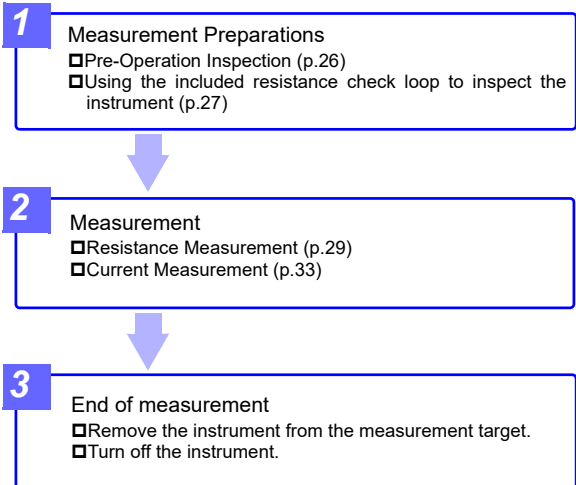 1
Measurement Preparations
❑Pre-Operation Inspection (p.26)
❑Using the included resistance check loop to inspect the
instrument (p.27)
2
Measurement
❑Resistance Measurement (p.29)
❑Current Measurement (p.33)
3
End of measurement
❑Remove the instrument from the measurement target.
❑Turn off the instrument.